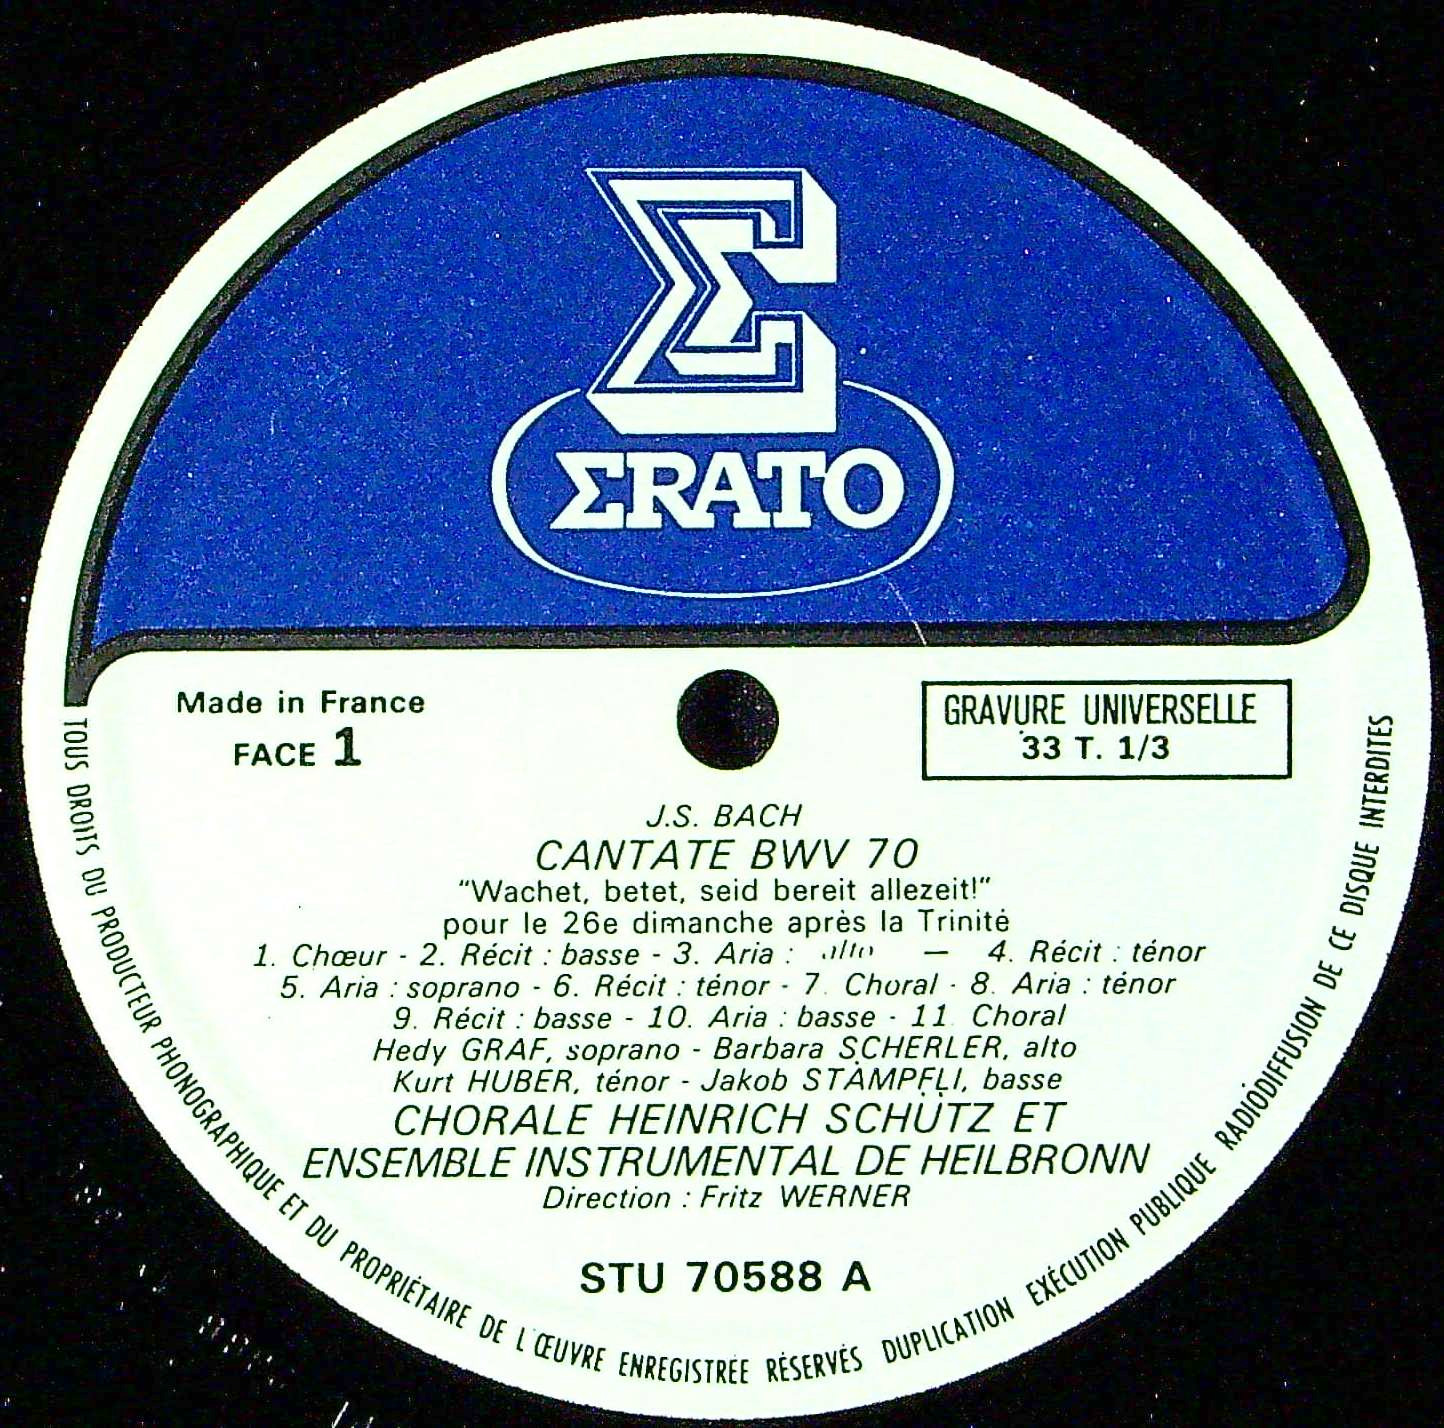 Σ
ΣRATO
Made in France
FACE 1
GRAVURE UNIVERSELLE
33 T. 1/3
J.S. BACH
CANTATE BWV 70
“Wachet, betet, seid bereit allezeit!“
pour le 26e dimanche après la Trinité
1. Chœur - 2. Récit : basse - 3. Aria : alto — 4. Récit : ténor
5. Aria : soprano - 6. Récit : ténor - 7. Choral - 8. Aria : ténor
9. Récit : basse - 10. Aria : basse - 11 Choral
Hedy GRAF, soprano - Barbara SCHERLER, alto
Kurt HUBER, ténor - Jakob STÄMPFLI, basse
CHORALE HEINRICH SCHÜTZ ET
ENSEMBLE INSTRUMENTAL DE HEILBRONN
Direction : Fritz WERNER
STU 70588 A
TOUS DROITS DU PRODUCTEUR PHONOGRAPHIQUE ET DU PROPRIÉTAIRE DE L'ŒUVRE ENREGISTRÉE RÉSERVÉS DUPLICATION EXÉCUTION PUBLIQUE RADIODIFFUSION DE CE DISQUE INTERDITES